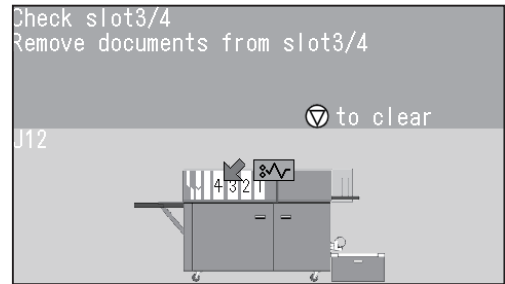 Check slot3/4
Remove documents from slot3/4
to clear
J12
4 3 2 1